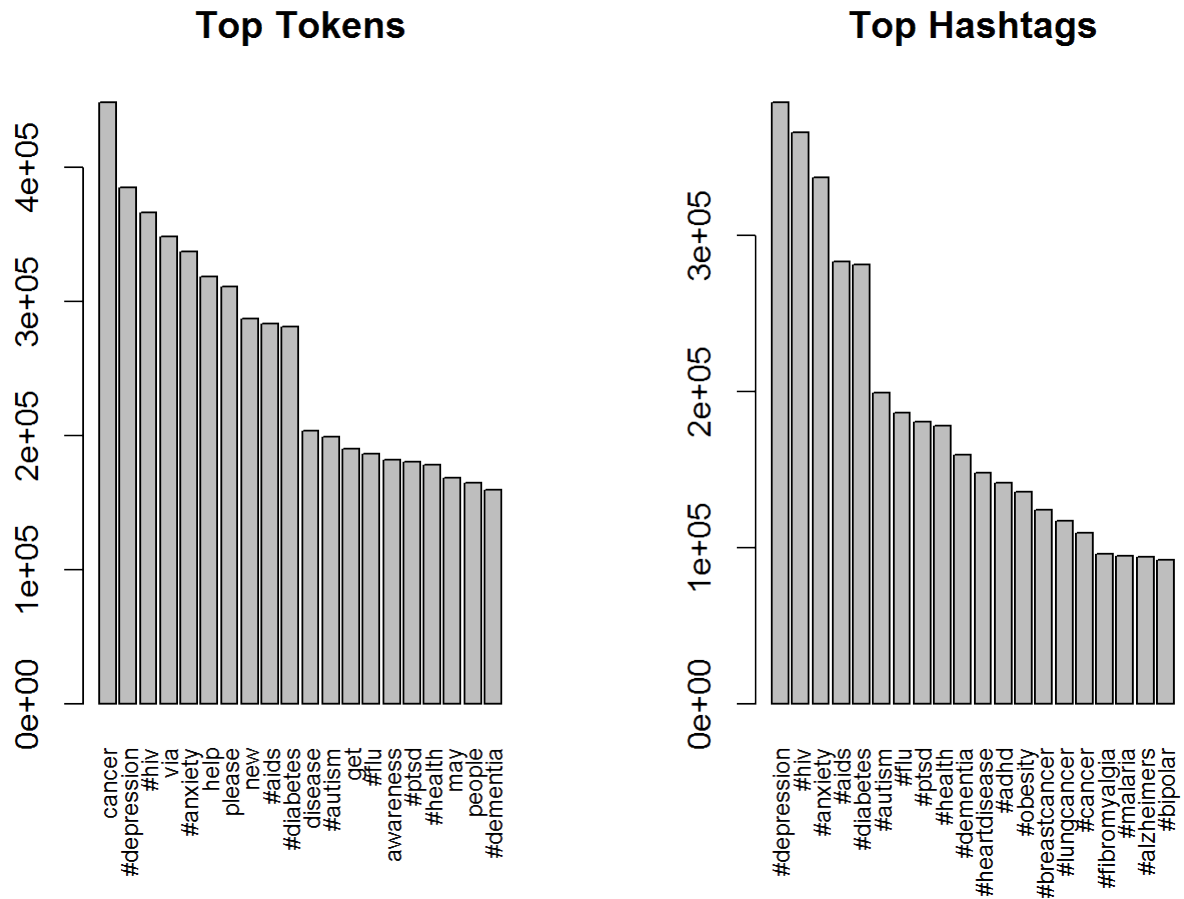 Top Tokens
4e+05
3e+05
2e+05
1e+05
0e+00
cancer
#depression
#hiv
via
#anxiety
help
please
new
#aids
#diabetes
disease
#autism
get
#flu
awareness
#ptsd
#health
may
people
#dementia
Top Hashtags
3e+05
2e+05
1e+05
0e+00
#depression
#hiv
#anxiety
#aids
#diabetes
#autism
#flu
#ptsd
#health
#dementia
#heartdisease
#adhd
#obesity
#breastcancer
#lungcancer
#cancer
#fibromyalgia
#malaria
#alzheimers
#bipolar